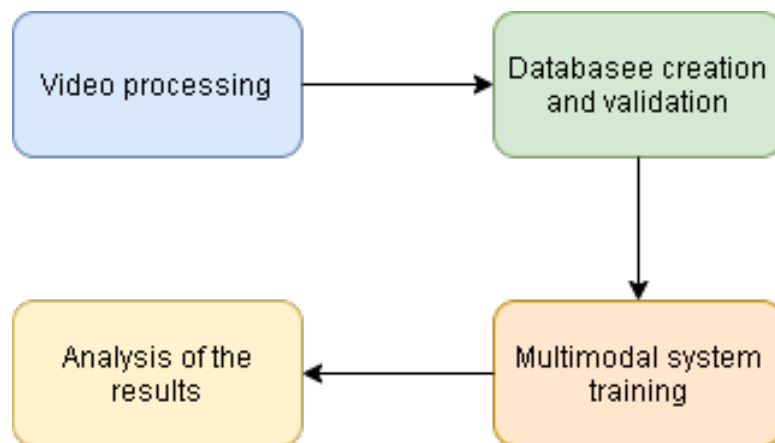 Video processing
Databasee creation
and validation
Analysis of the
results
Multimodal system
training